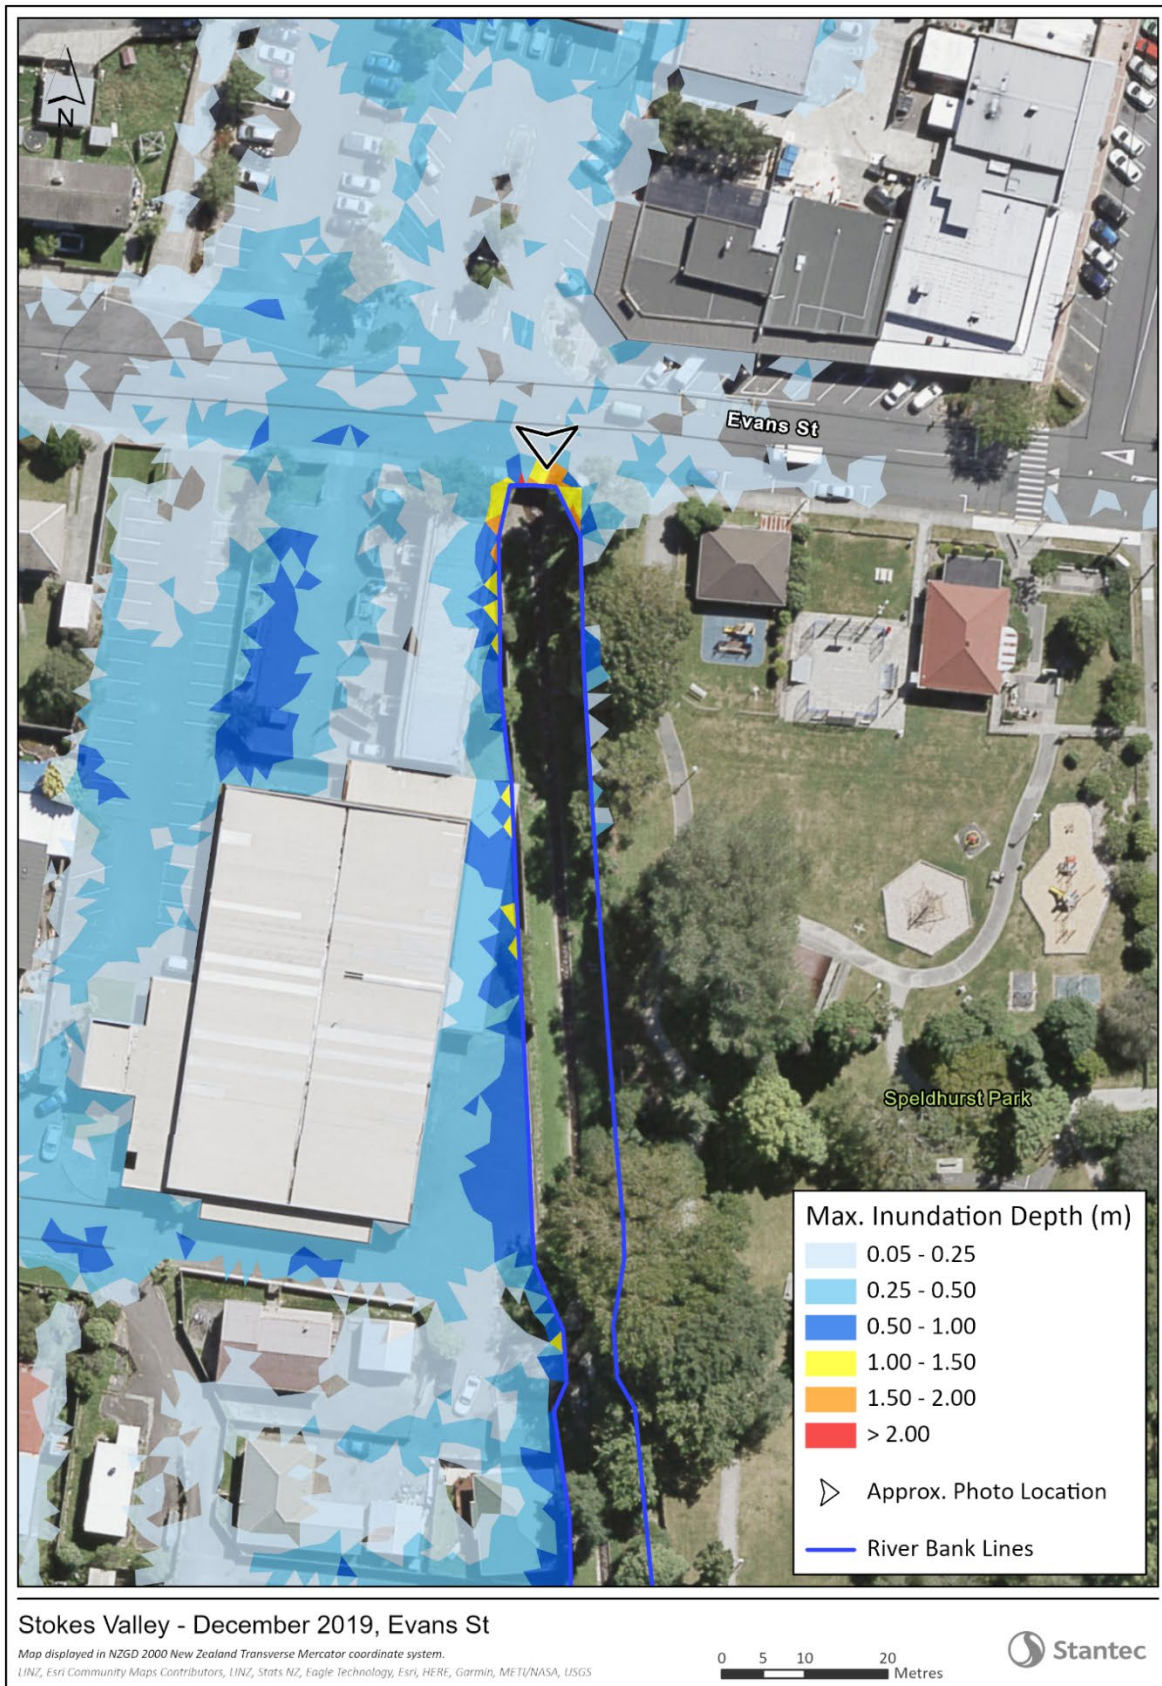 N
Evans St
Speldhurst Park
Max. Inundation Depth (m)
0.05 - 0.25
0.25 - 0.50
0.50 - 1.00
1.00 - 1.50
1.50 - 2.00
> 2.00
Approx. Photo Location
River Bank Lines
Stokes Valley - December 2019, Evans St
Map displayed in NZGD 2000 New Zealand Transverse Mercator coordinate system.
LINZ, Esri Community Maps Contributors, LINZ, Stats NZ, Eagle Technology, Esri, HERE, Garmin, METI/NASA, USGS
0 5 10 20
Metres
Stantec